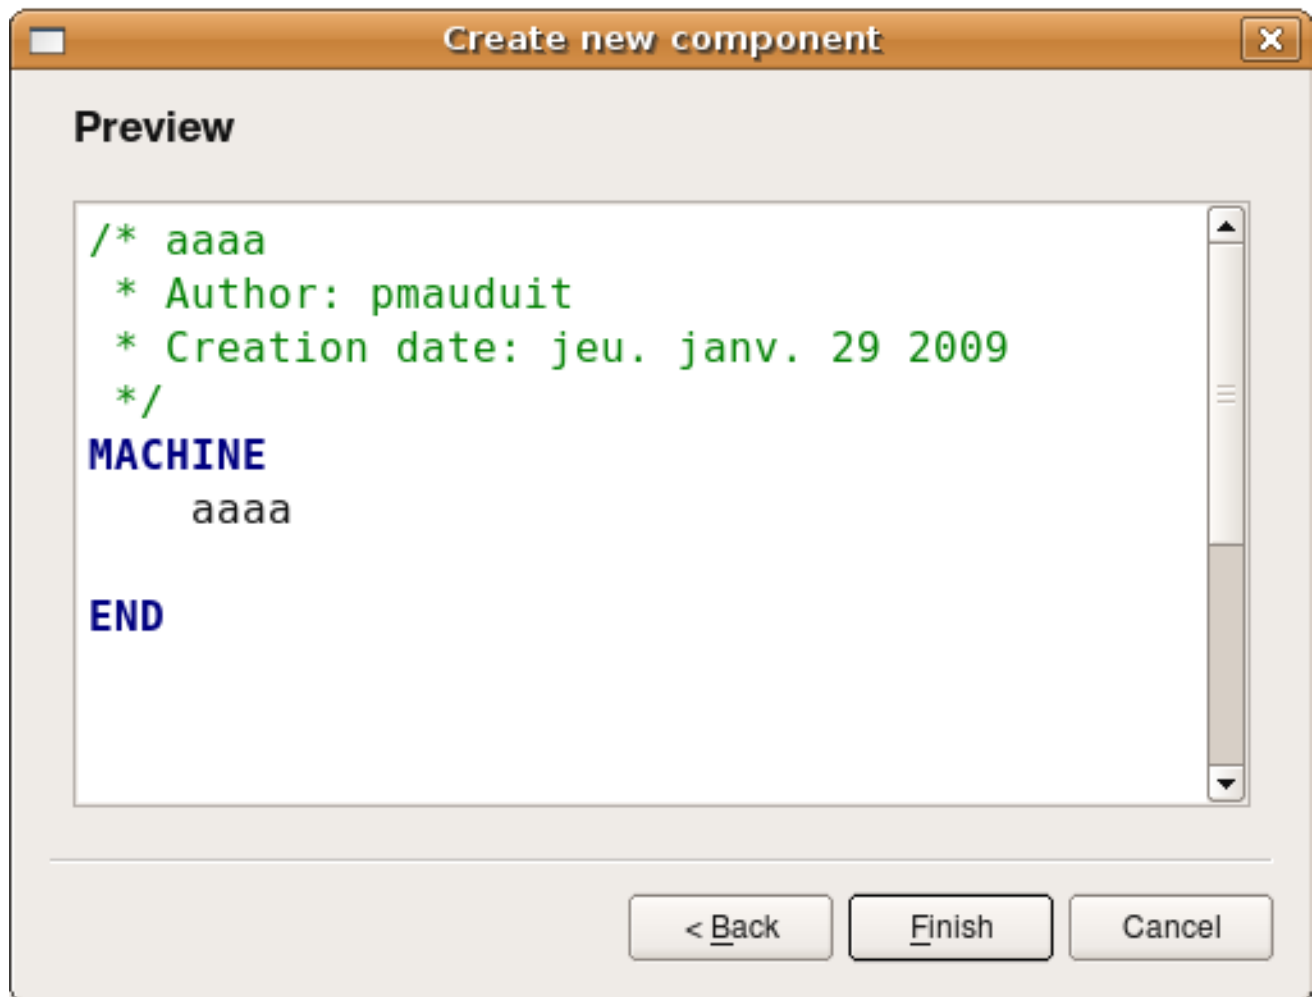 Create new component
Preview
/* aaaa
 * Author: pmauduit
 * Creation date: jeu. janv. 29 2009
 */
MACHINE
    aaaa
END
< Back
Finish
Cancel